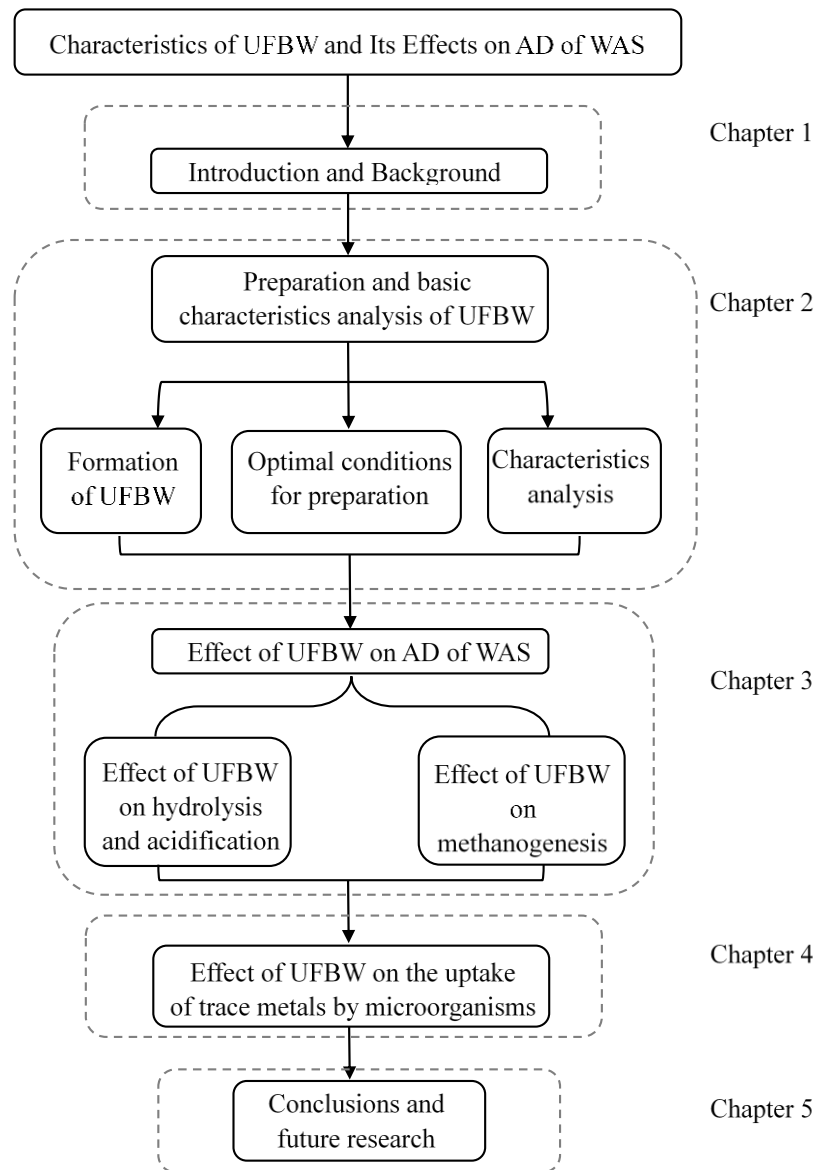 Characteristics of UFBW and Its Effects on AD of WAS
Chapter 1
Introduction and Background
Preparation and basic
characteristics analysis of UFBW
Chapter 2
Formation
of UFBW
Optimal conditions
for preparation
Characteristics
analysis
Effect of UFBW on AD of WAS
Chapter 3
Effect of UFBW
on hydrolysis
and acidification
Effect of UFBW
on
methanogenesis
Effect of UFBW on the uptake
of trace metals by microorganisms
Chapter 4
Conclusions and
future research
Chapter 5